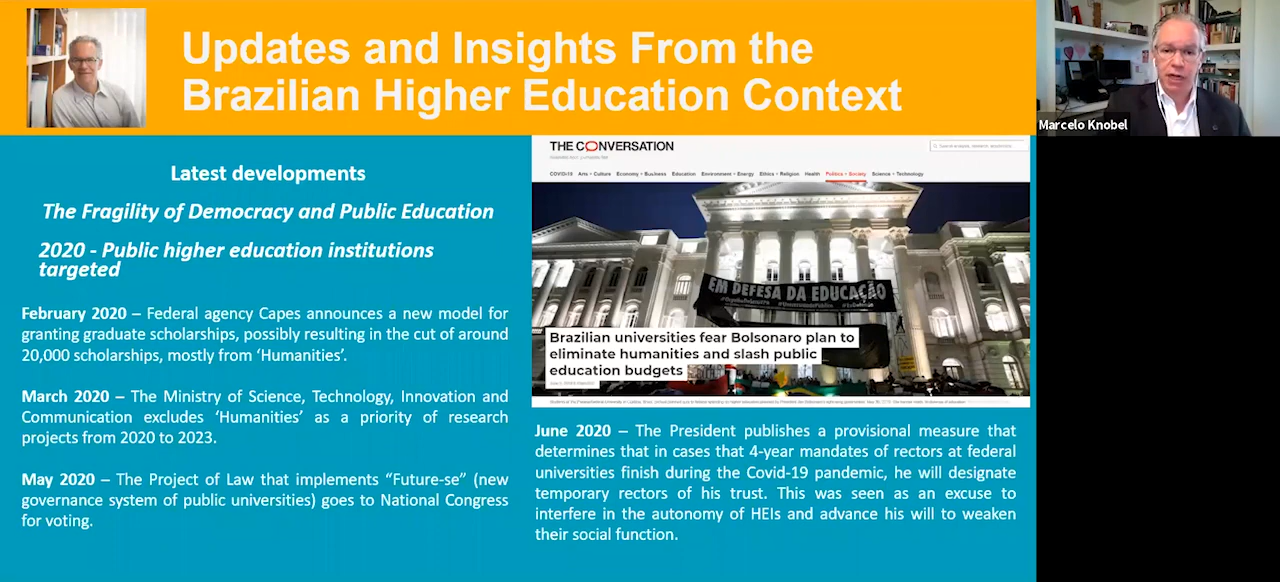 Updates and Insights From the
Brazilian Higher Education Context
Marcelo Knobel
Latest developments
The Fragility of Democracy and Public Education
2020 - Public higher education institutions
targeted
February 2020 – Federal agency Capes announces a new model for
granting graduate scholarships, possibly resulting in the cut of around
20,000 scholarships, mostly from ‘Humanities’.
March 2020 – The Ministry of Science, Technology, Innovation and
Communication excludes ‘Humanities’ as a priority of research
projects from 2020 to 2023.
May 2020 – The Project of Law that implements “Future-se” (new
governance system of public universities) goes to National Congress
for voting.
THE CONVERSATION
COVID-19 Arts + Culture Economy + Business Education Environment + Energy Ethics + Religion Health Politics + Society Science + Technology
EM DEFESA DA EDUCAÇÃO
Brazilian universities fear Bolsonaro plan to
eliminate humanities and slash public
education budgets
June 2020 – The President publishes a provisional measure that
determines that in cases that 4-year mandates of rectors at federal
universities finish during the Covid-19 pandemic, he will designate
temporary rectors of his trust. This was seen as an excuse to
interfere in the autonomy of HEIs and advance his will to weaken
their social function.